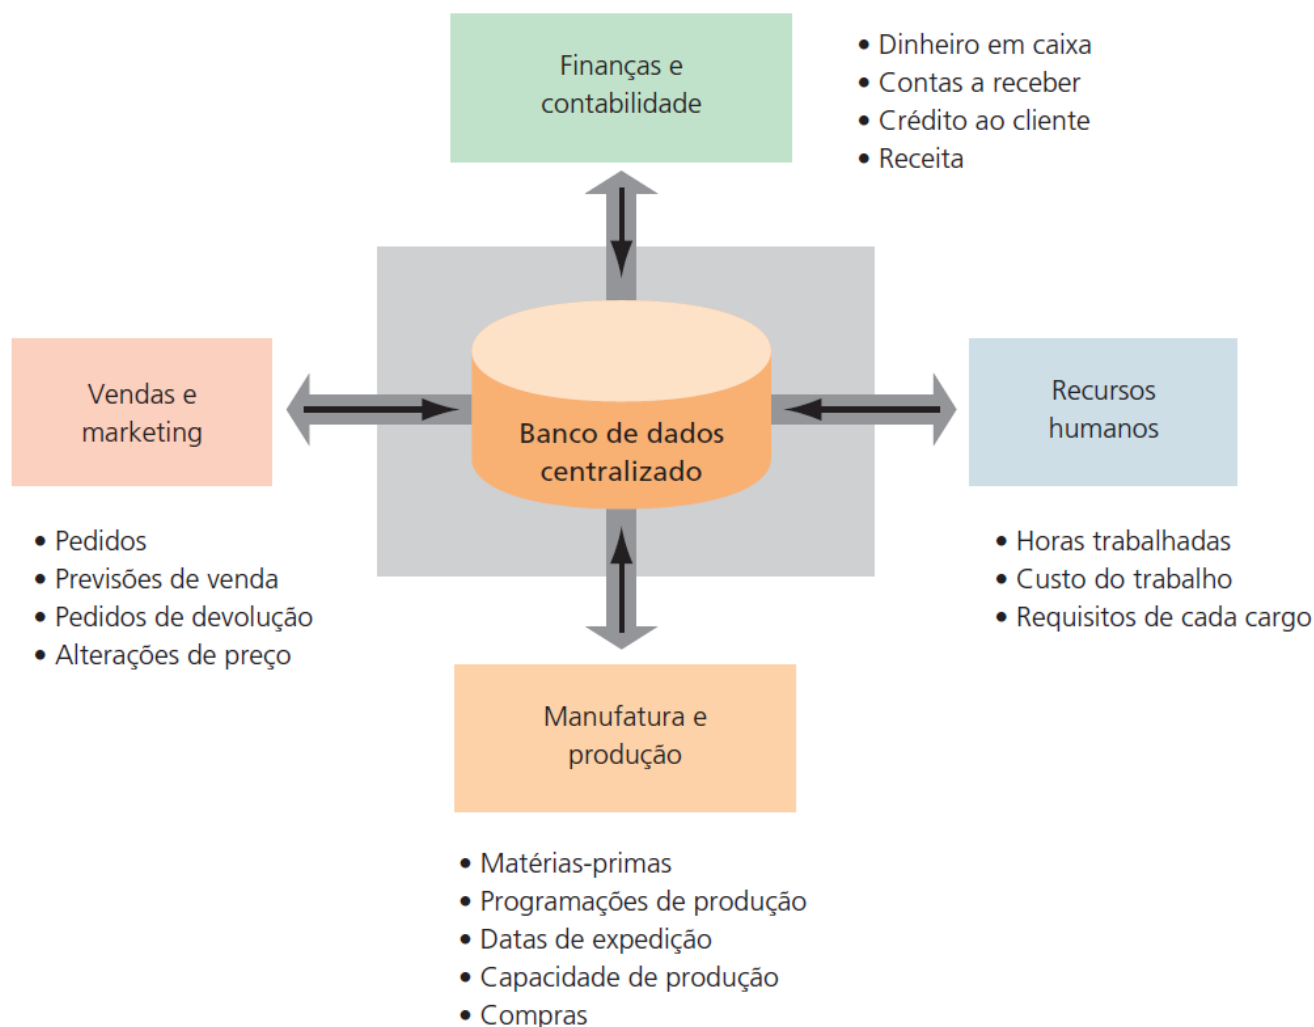 Finanças e
contabilidade
• Dinheiro em caixa
• Contas a receber
• Crédito ao cliente
• Receita
Vendas e
marketing
• Pedidos
• Previsões de venda
• Pedidos de devolução
• Alterações de preço
Banco de dados
centralizado
Recursos
humanos
• Horas trabalhadas
• Custo do trabalho
• Requisitos de cada cargo
Manufatura e
produção
• Matérias-primas
• Programações de produção
• Datas de expedição
• Capacidade de produção
• Compras